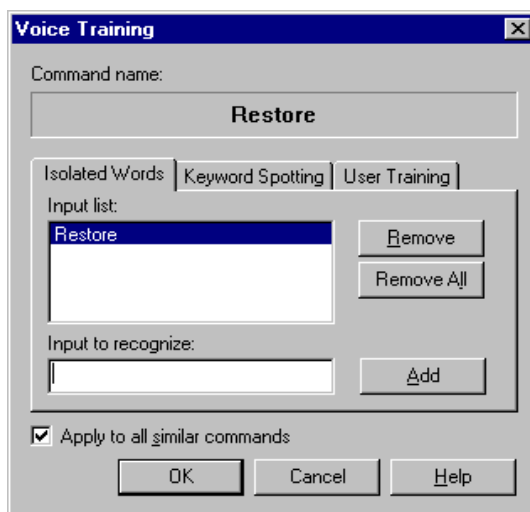 Voice Training
Command name:
Restore
Isolated Words Keyword Spotting User Training
Input list:
Restore
Remove
Remove All
Input to recognize:
Add
Apply to all similar commands
OK Cancel Help